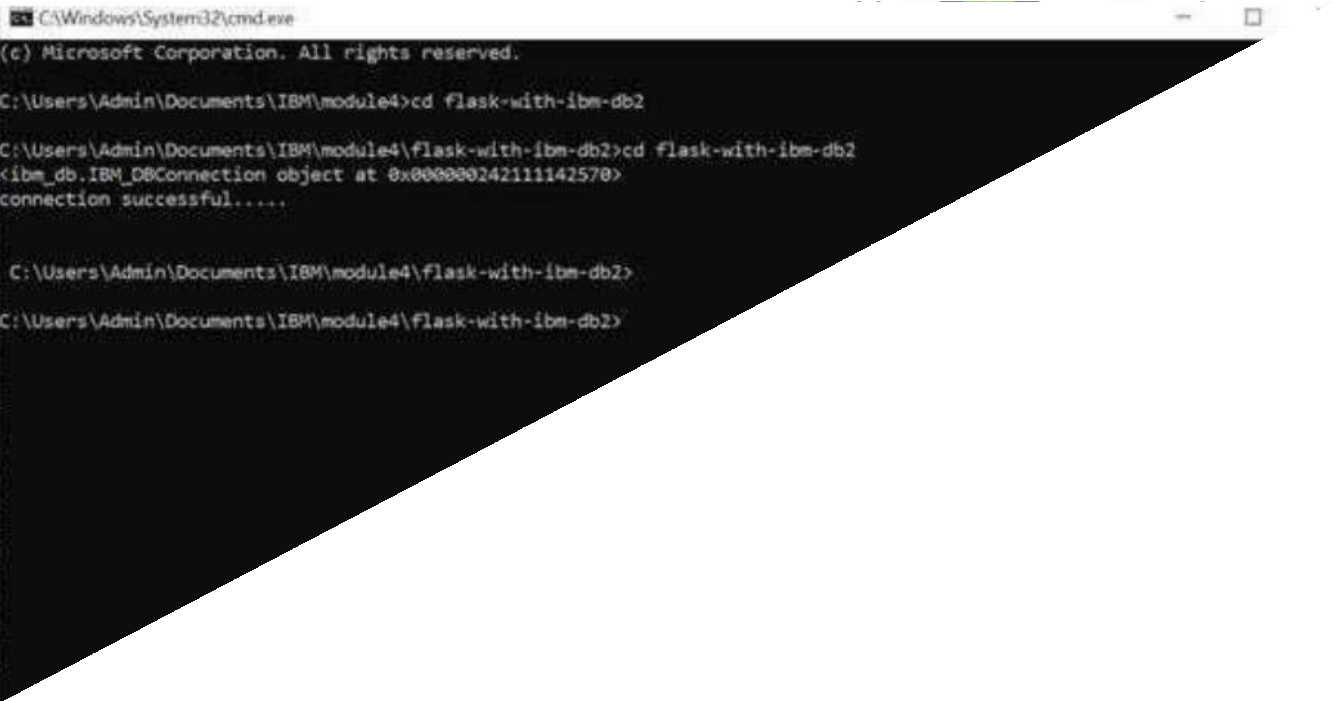 C:\Windows\System32\cmd.exe
(c) Microsoft Corporation. All rights reserved.
C:\Users\Admin\Documents\IBM\module4>cd flask-with-ibm-db2
C:\Users\Admin\Documents\IBM\module4\flask-with-ibm-db2>cd flask-with-ibm-db2
<ibm_db.IBM_DBConnection object at 0x0000002421111142570>
connection successful.....
C:\Users\Admin\Documents\IBM\module4\flask-with-ibm-db2>
C:\Users\Admin\Documents\IBM\module4\flask-with-ibm-db2>